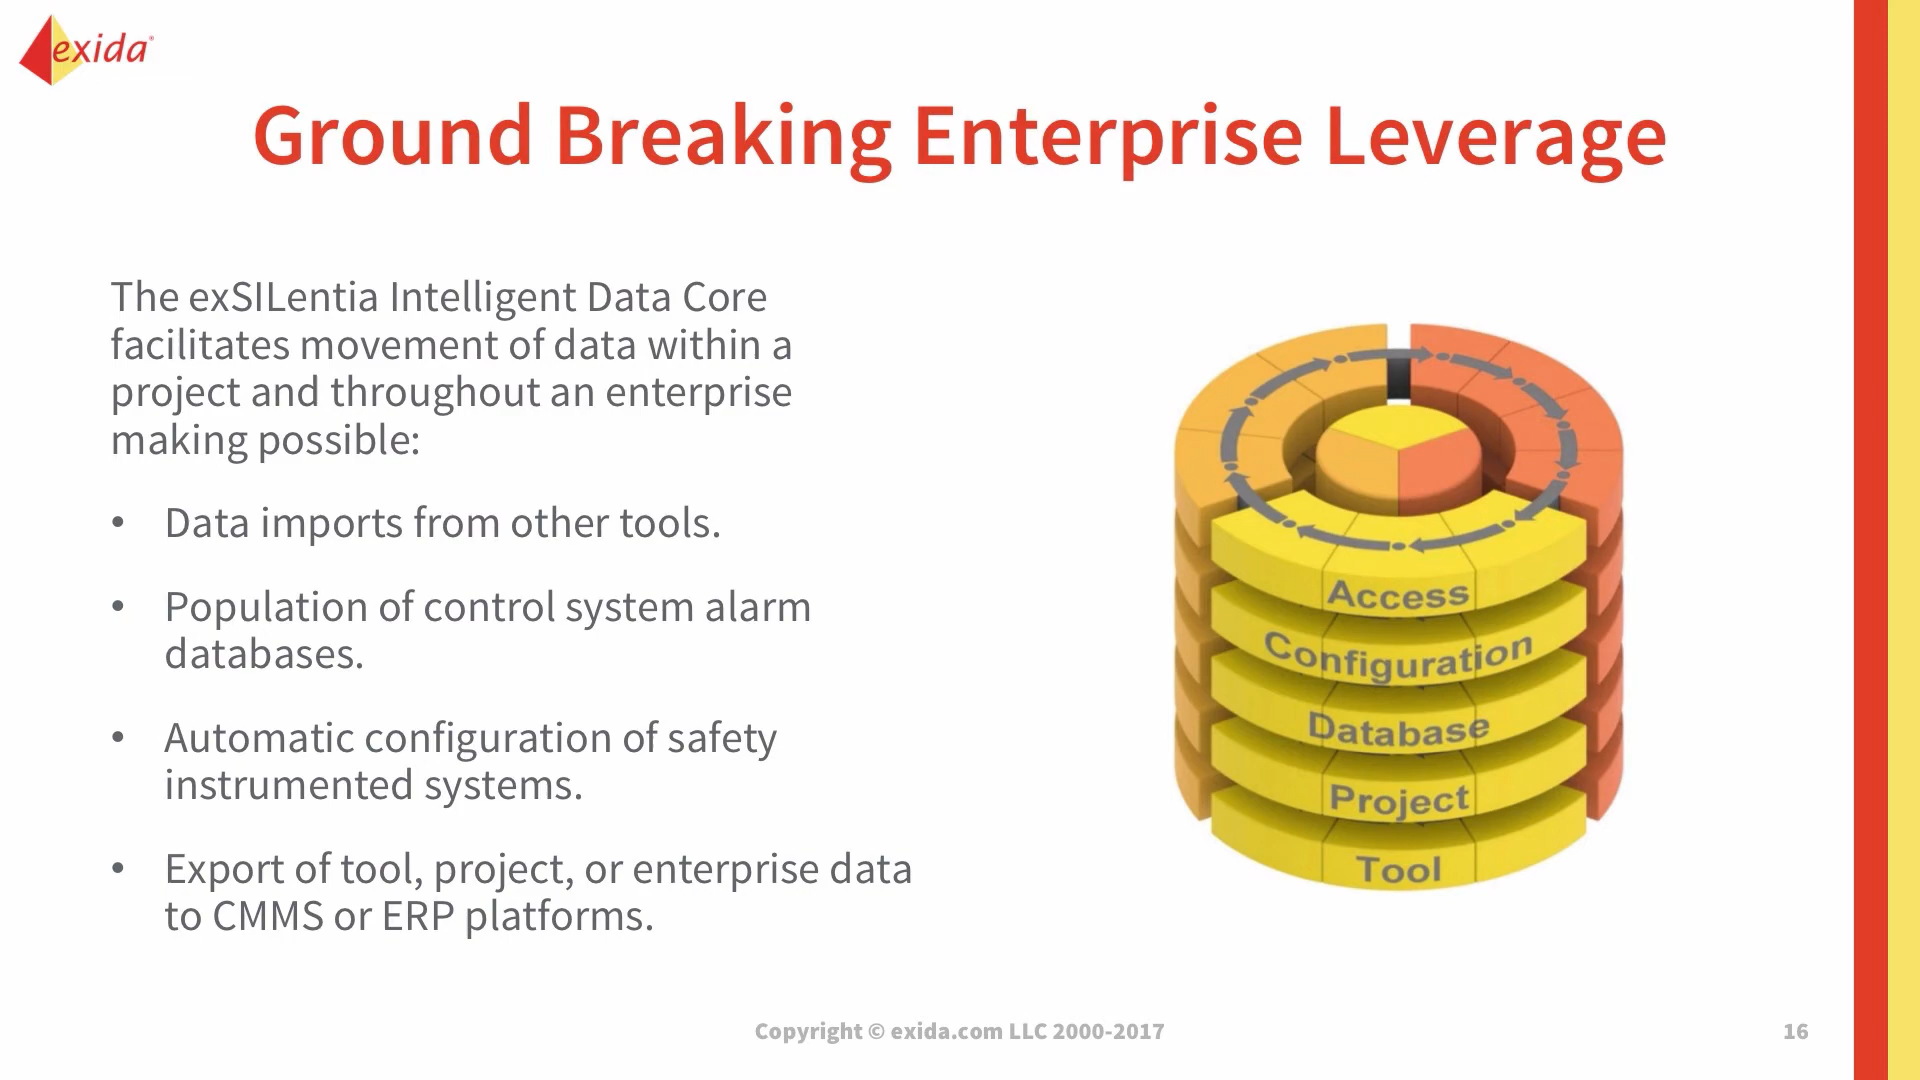 exida
Ground Breaking Enterprise Leverage
The exSILentia Intelligent Data Core
facilitates movement of data within a
project and throughout an enterprise
making possible:
• Data imports from other tools.
• Population of control system alarm
databases.
• Automatic configuration of safety
instrumented systems.
• Export of tool, project, or enterprise data
to CMMS or ERP platforms.
Access
Configuration
Database
Project
Tool
Copyright © exida.com LLC 2000-2017
16